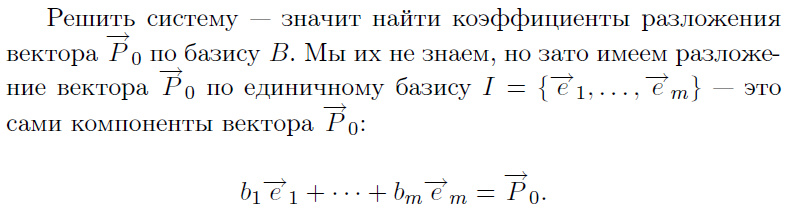 Решить систему — значит найти коэффициенты разложения
вектора $\overrightarrow{P}_0$ по базису $B$. Мы их не знаем, но зато имеем разложе-
ние вектора $\overrightarrow{P}_0$ по единичному базису $I = \{\overrightarrow{e}_1, \ldots, \overrightarrow{e}_m\}$ — это
сами компоненты вектора $\overrightarrow{P}_0$:
$b_1\overrightarrow{e}_1 + \cdots + b_m\overrightarrow{e}_m = \overrightarrow{P}_0.$